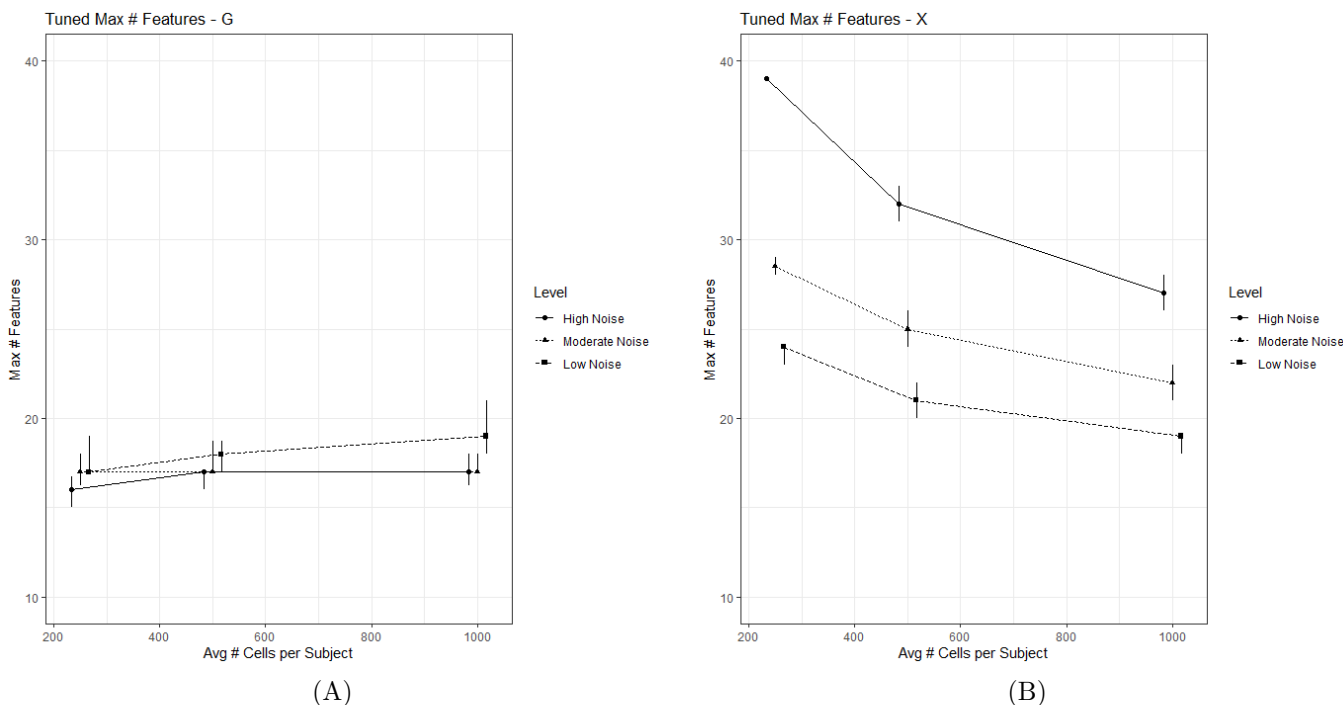 Tuned Max # Features - G
40
30
20
10
Max # Features
200 400 600 800 1000
Avg # Cells per Subject
Level
High Noise
Moderate Noise
Low Noise
(A)
Tuned Max # Features - X
40
30
20
10
Max # Features
200 400 600 800 1000
Avg # Cells per Subject
Level
High Noise
Moderate Noise
Low Noise
(B)